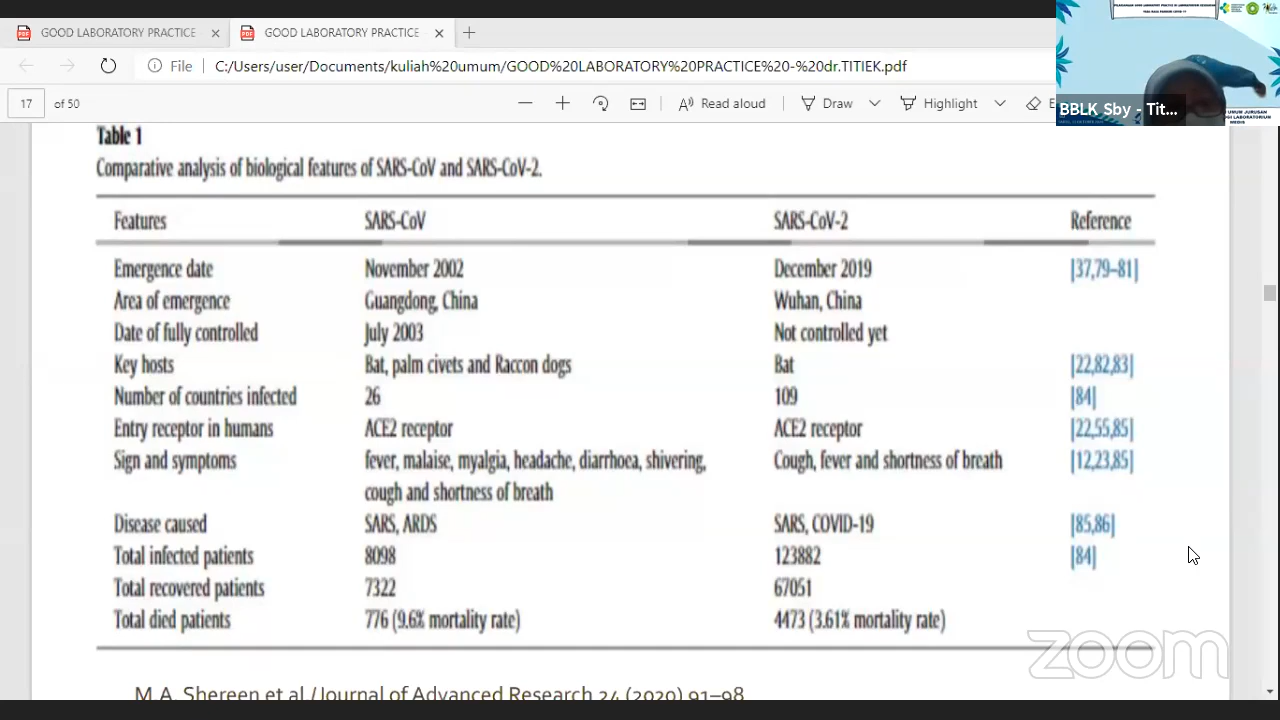 GOOD LABORATORY PRACTICE
GOOD LABORATORY PRACTICE
File
C:/Users/user/Documents/kuliah%20umum/GOOD%20LABORATORY%20PRACTICE%20-%20dr.TITIEK.pdf
17 of 50
Read aloud
Draw
Highlight
BBLK Sby - Tit...
UMUM JURUSAN
LABORATORIUM
MEDIS
Table 1
Comparative analysis of biological features of SARS-CoV and SARS-CoV-2.
Features SARS-CoV SARS-CoV-2 Reference
Emergence date November 2002 December 2019 [37,79–81]
Area of emergence Guangdong, China Wuhan, China
Date of fully controlled July 2003 Not controlled yet
Key hosts Bat, palm civets and Raccon dogs Bat [22,82,83]
Number of countries infected 26 109 [84]
Entry receptor in humans ACE2 receptor ACE2 receptor [22,55,85]
Sign and symptoms fever, malaise, myalgia, headache, diarrhoea, shivering, Cough, fever and shortness of breath [12,23,85]
cough and shortness of breath
Disease caused SARS, ARDS SARS, COVID-19 [85,86]
Total infected patients 8098 123882 [84]
Total recovered patients 7322 67051
Total died patients 776 (9.6% mortality rate) 4473 (3.61% mortality rate)
zoom
M.A. Shereen et al./Journal of Advanced Research 24 (2020) 91–98